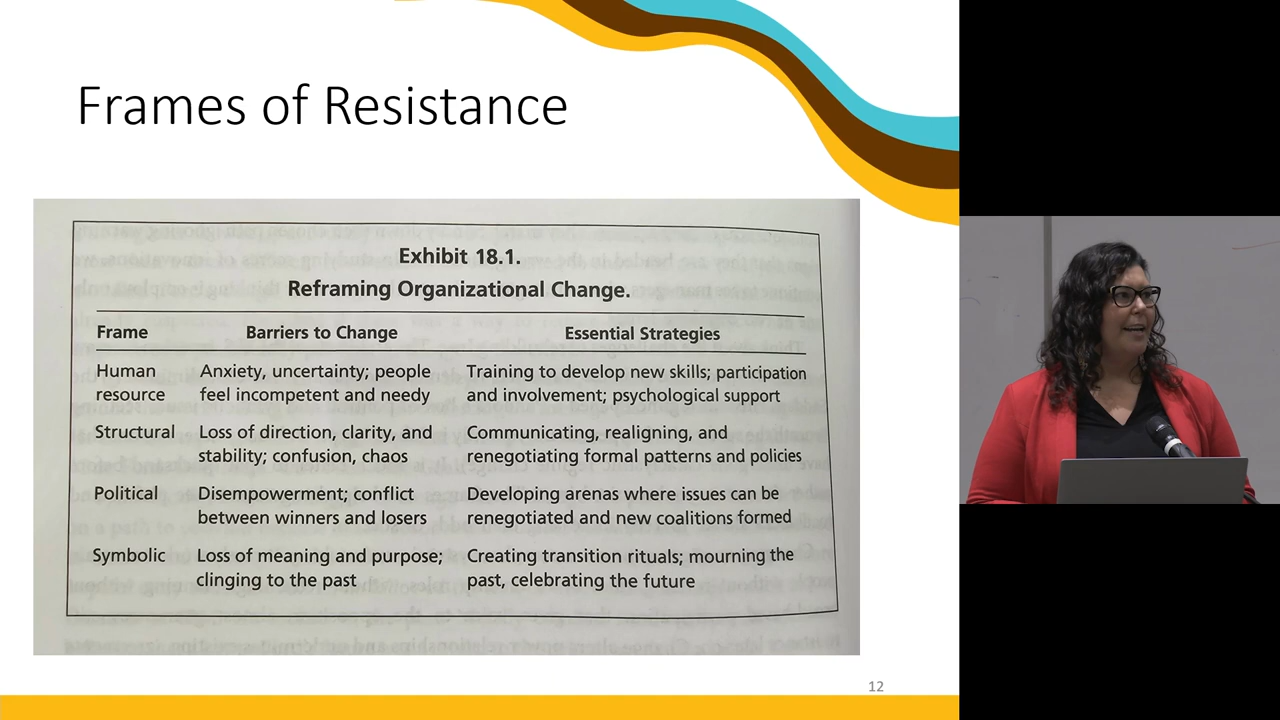 Frames of Resistance
Exhibit 18.1.
Reframing Organizational Change.
Frame Barriers to Change Essential Strategies
Human Anxiety, uncertainty; people Training to develop new skills; participation
resource feel incompetent and needy and involvement; psychological support
Structural Loss of direction, clarity, and Communicating, realigning, and
stability; confusion, chaos renegotiating formal patterns and policies
Political Disempowerment; conflict Developing arenas where issues can be
between winners and losers renegotiated and new coalitions formed
Symbolic Loss of meaning and purpose; Creating transition rituals; mourning the
clinging to the past past, celebrating the future
12